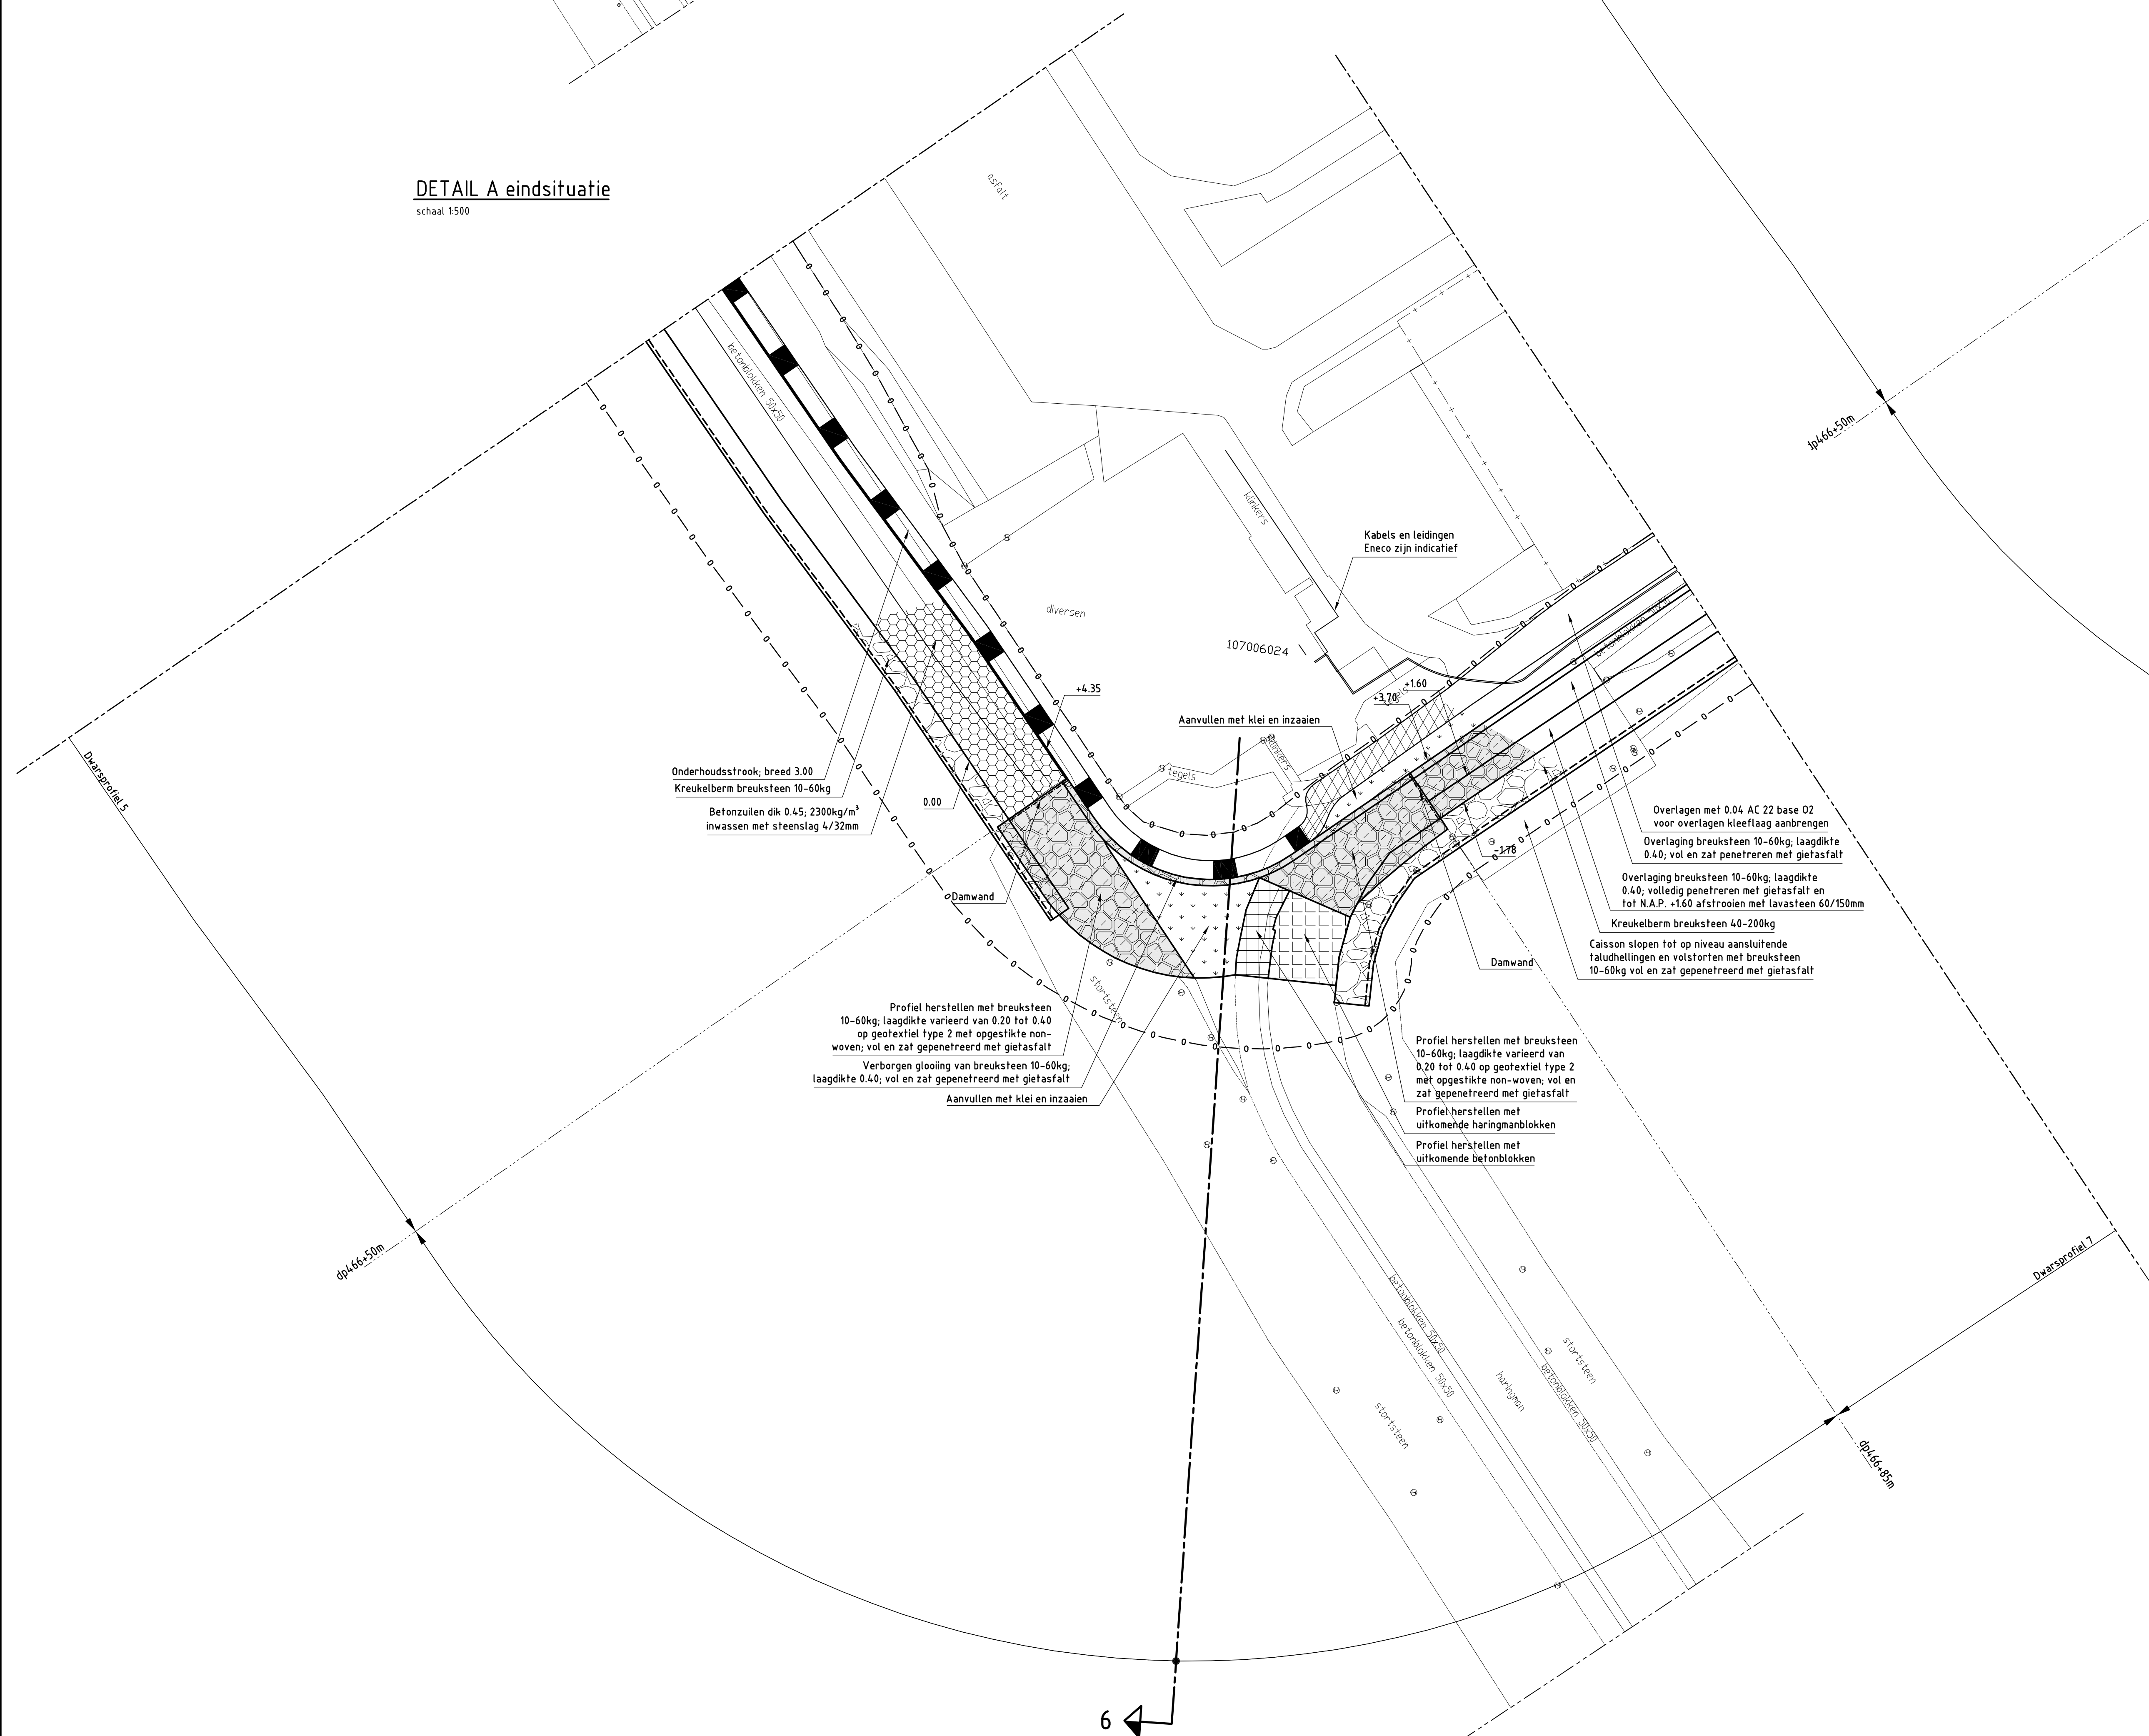 DETAIL A eindsituatie
schaal 1:500
asfalt
betonblokken 50x50
klinkers
Kabels en leidingen
Eneco zijn indicatief
diversen
107006024
dp466+50m
betonblokken 50x50
+4.35
+1.60
+3.70
tegels
Aanvullen met klei en inzaaien
klinkers
tegels
Dwarsprofiel 5
Onderhoudsstrook; breed 3.00
Kreukelberm breuksteen 10-60kg
0.00
Betonzuilen dik 0.45; 2300kg/m³
inwassen met steenslag 4/32mm
-1.78
Overlagen met 0.04 AC 22 base O2
voor overlagen kleeflaag aanbrengen
Overlaging breuksteen 10-60kg; laagdikte
0.40; vol en zat penetreren met gietasfalt
Overlaging breuksteen 10-60kg; laagdikte
0.40; volledig penetreren met gietasfalt en
tot N.A.P. +1.60 afstrooien met lavasteen 60/150mm
Kreukelberm breuksteen 40-200kg
Caisson slopen tot op niveau aansluitende
taludhellingen en volstorten met breuksteen
10-60kg vol en zat gepenetreerd met gietasfalt
Damwand
Damwand
stortsteen
Profiel herstellen met breuksteen
10-60kg; laagdikte varieerd van 0.20 tot 0.40
op geotextiel type 2 met opgestikte non-
woven; vol en zat gepenetreerd met gietasfalt
Verborgen glooiing van breuksteen 10-60kg;
laagdikte 0.40; vol en zat gepenetreerd met gietasfalt
Aanvullen met klei en inzaaien
Profiel herstellen met breuksteen
10-60kg; laagdikte varieerd van
0.20 tot 0.40 op geotextiel type 2
met opgestikte non-woven; vol en
zat gepenetreerd met gietasfalt
Profiel herstellen met
uitkomende haringmanblokken
Profiel herstellen met
uitkomende betonblokken
dp466+50m
Dwarsprofiel 7
betonblokken 50x50
betonblokken 50x50
haringman
stortsteen
betonblokken 50x50
stortsteen
dp466+85m
6